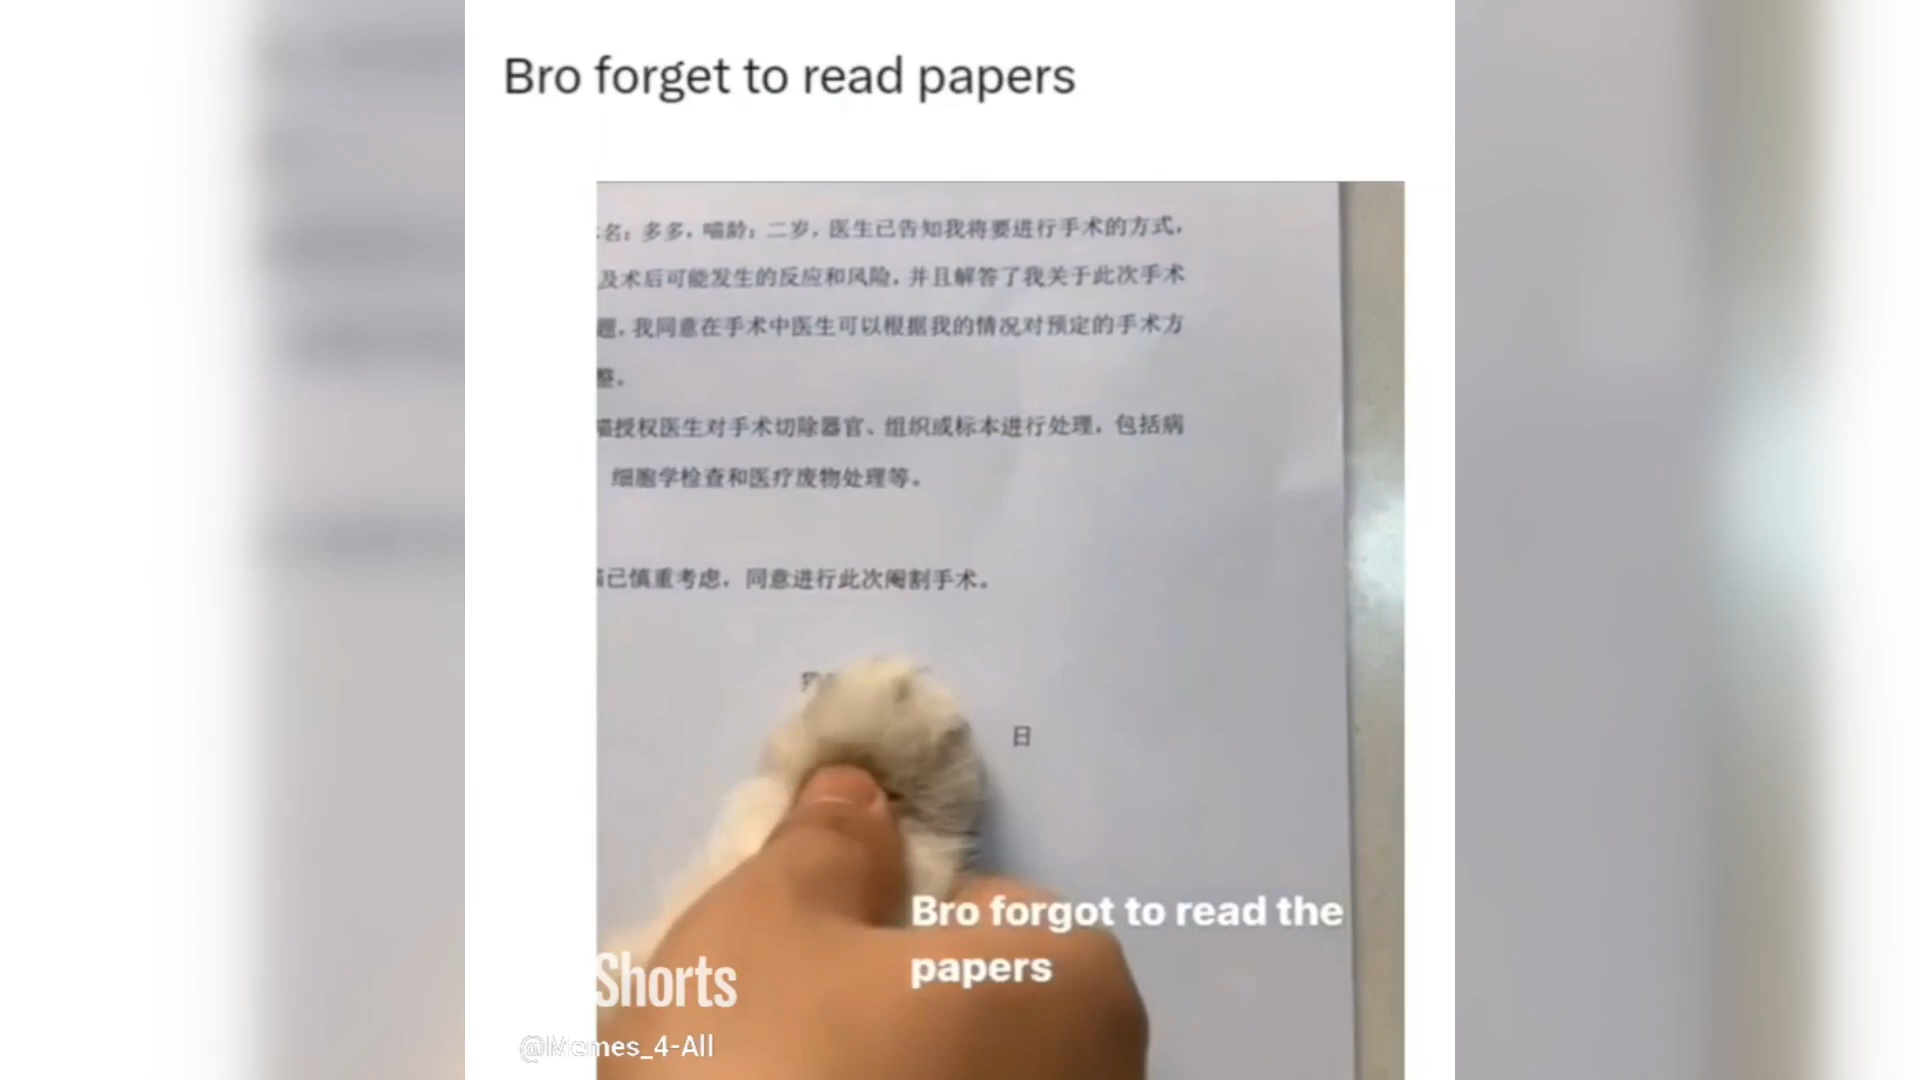 Bro forget to read papers
名：多多，喵龄：二岁，医生已告知我将要进行手术的方式，
及术后可能发生的反应和风险，并且解答了我关于此次手术
题，我同意在手术中医生可以根据我的情况对预定的手术方
整。
喵授权医生对手术切除器官、组织或标本进行处理，包括病
细胞学检查和医疗废物处理等。
已慎重考虑，同意进行此次阉割手术。
日
Bro forgot to read the
papers
Shorts
@Memes_4-All